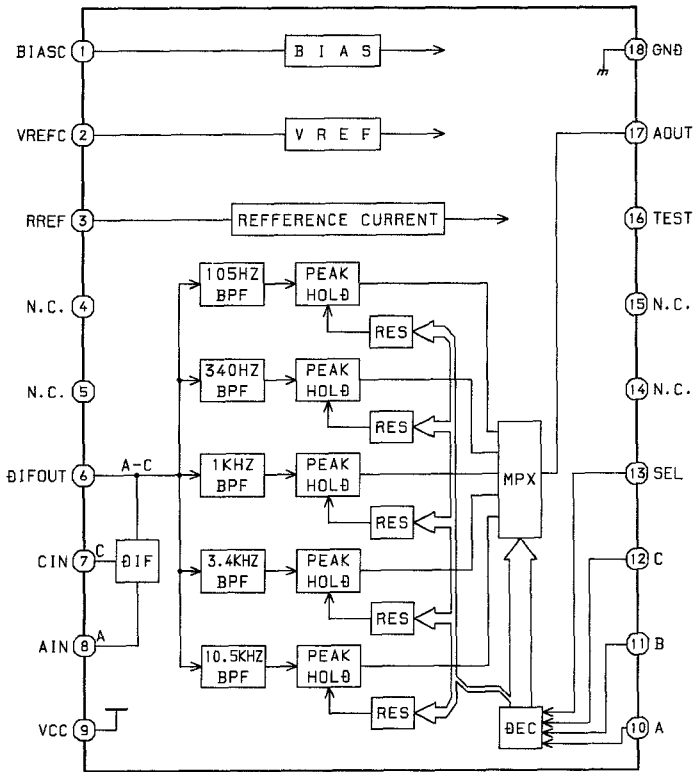 BIASC 1 BIAS 18 GND
VREFC 2 VREF 17 AOUT
RREF 3 REFFERENCE CURRENT 16 TEST
105HZ BPF
PEAK HOLD
N.C. 4 15 N.C.
RES
340HZ BPF
PEAK HOLD
N.C. 5 14 N.C.
RES
DIFOUT 6 A-C
1KHZ BPF
PEAK HOLD
MPX
13 SEL
RES
CIN 7 C
DIF
3.4KHZ BPF
PEAK HOLD
12 C
RES
AIN 8 A
10.5KHZ BPF
PEAK HOLD
11 B
VCC 9
RES
DEC
10 A